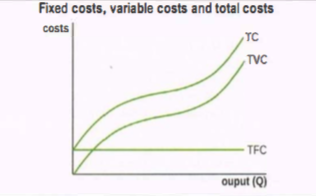 Fixed costs, variable costs and total costs
costs
TC
TVC
TFC
ouput (Q)